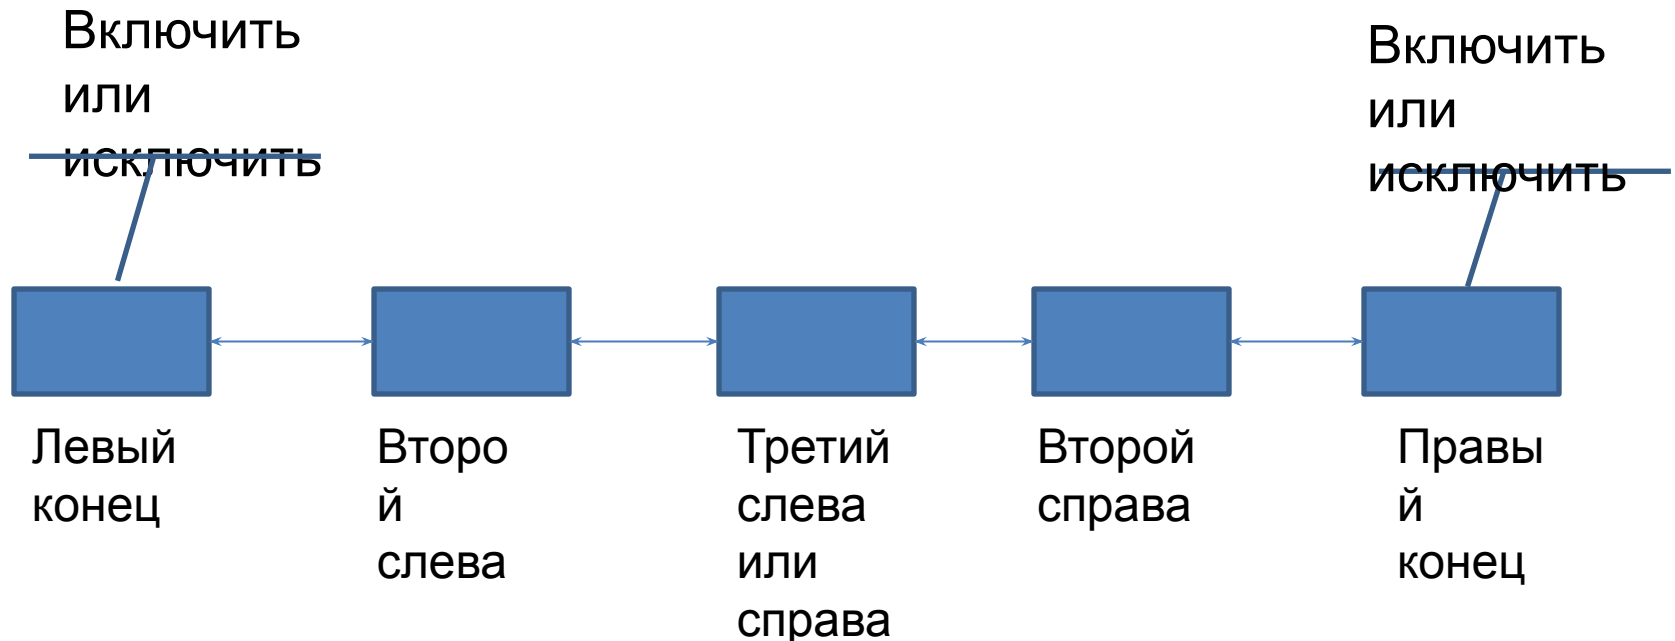 Включить
или
исключить
Включить
или
исключить
Левый
конец
Второ
й
слева
Третий
слева
или
справа
Второй
справа
Правы
й
конец